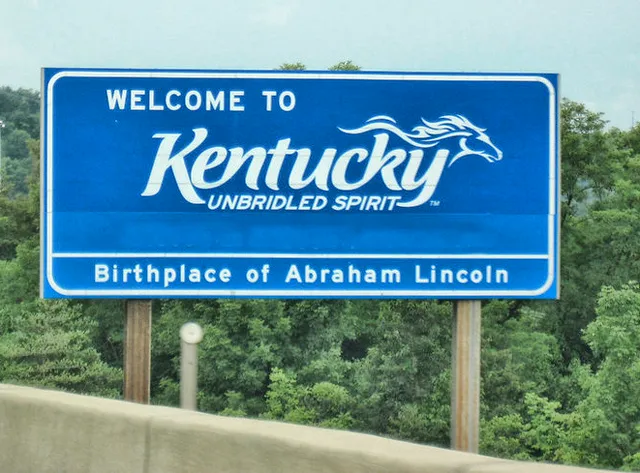 WELCOME TO
Kentucky
UNBRIDLED SPIRIT™
Birthplace of Abraham Lincoln